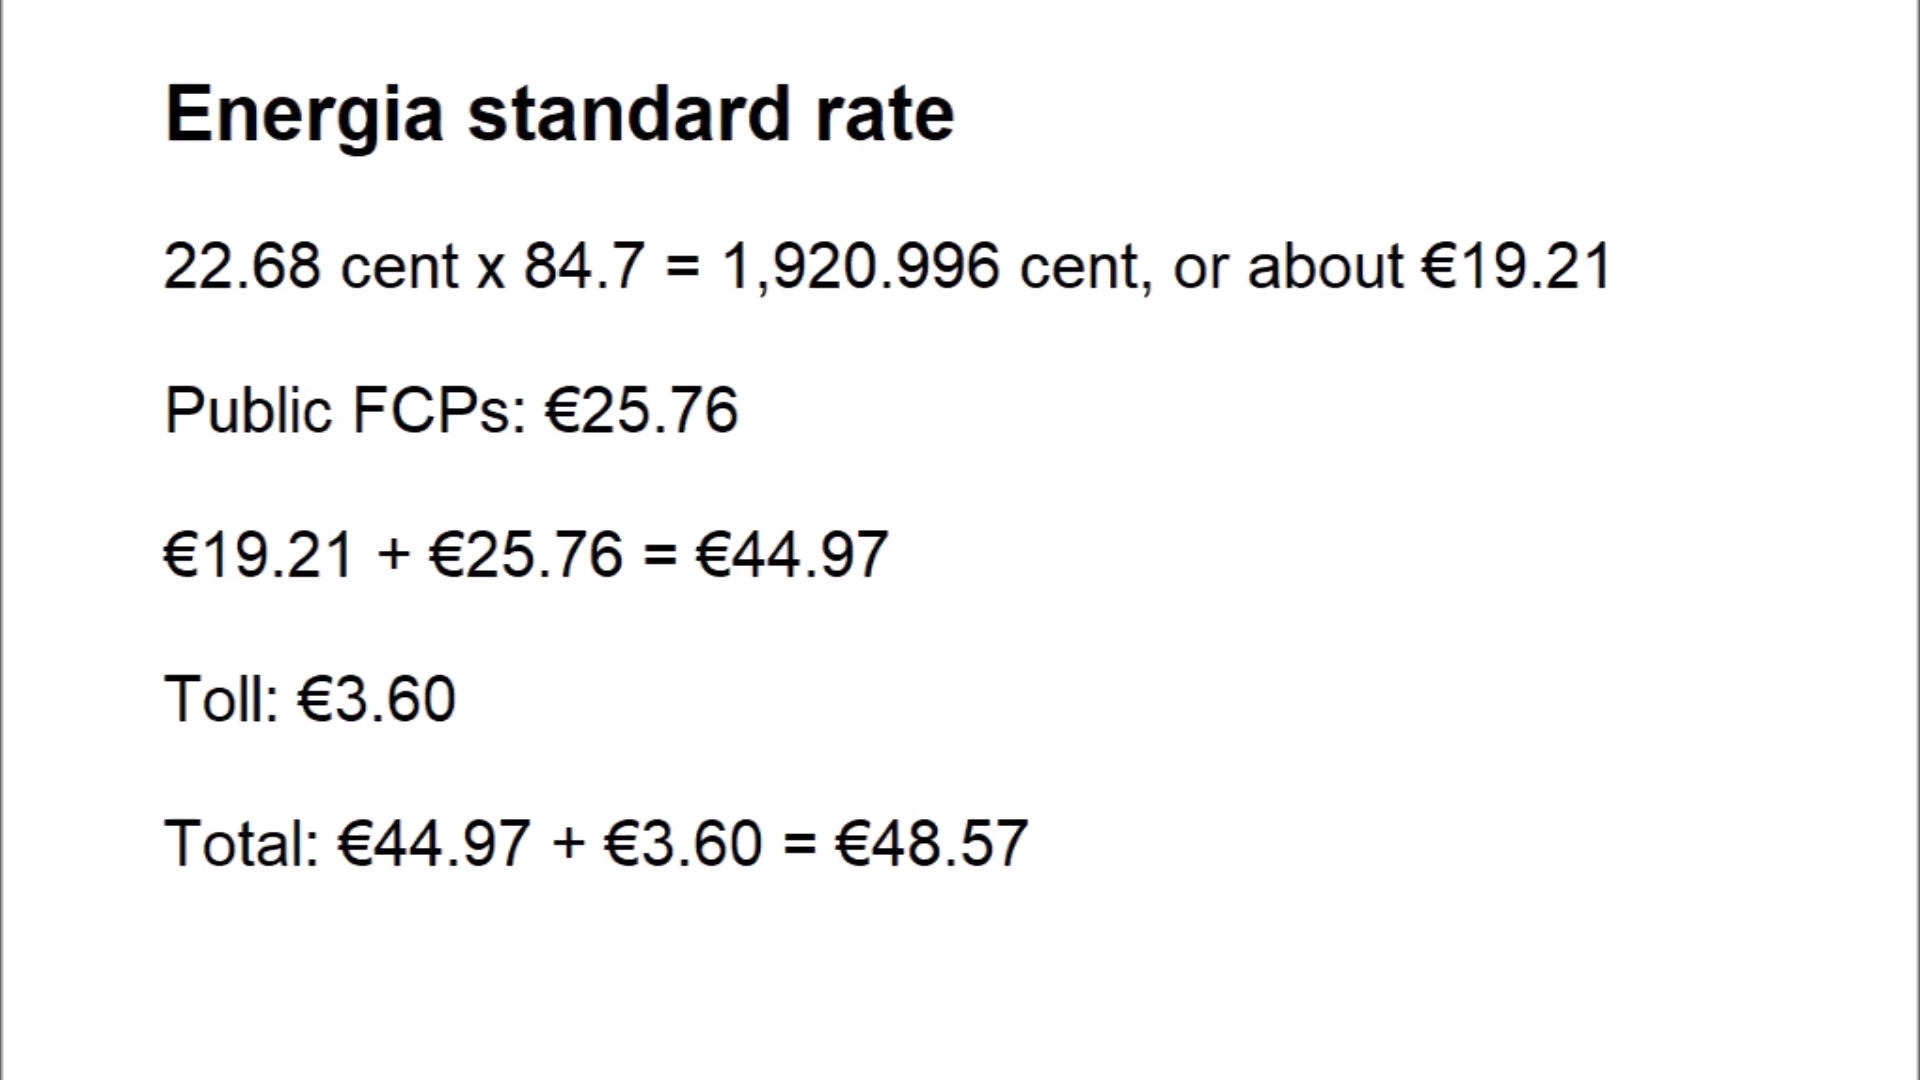 Energia standard rate
22.68 cent x 84.7 = 1,920.996 cent, or about €19.21
Public FCPs: €25.76
€19.21 + €25.76 = €44.97
Toll: €3.60
Total: €44.97 + €3.60 = €48.57